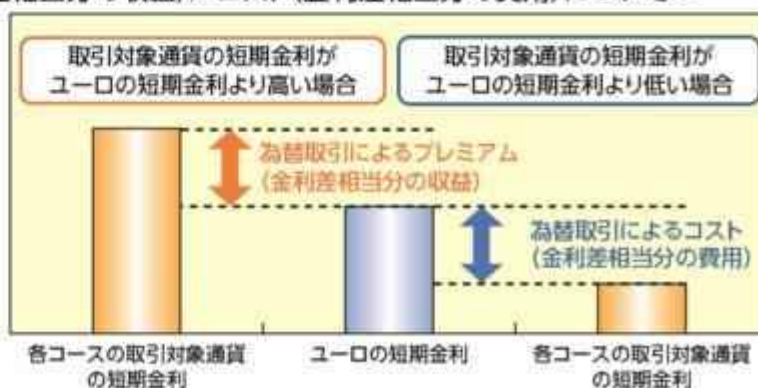 取引対象通貨の短期金利が
ユーロの短期金利より高い場合
取引対象通貨の短期金利が
ユーロの短期金利より低い場合
為替取引によるプレミアム
(金利差相当分の収益)
為替取引によるコスト
(金利差相当分の費用)
各コースの取引対象通貨
の短期金利
ユーロの短期金利
各コースの取引対象通貨
の短期金利